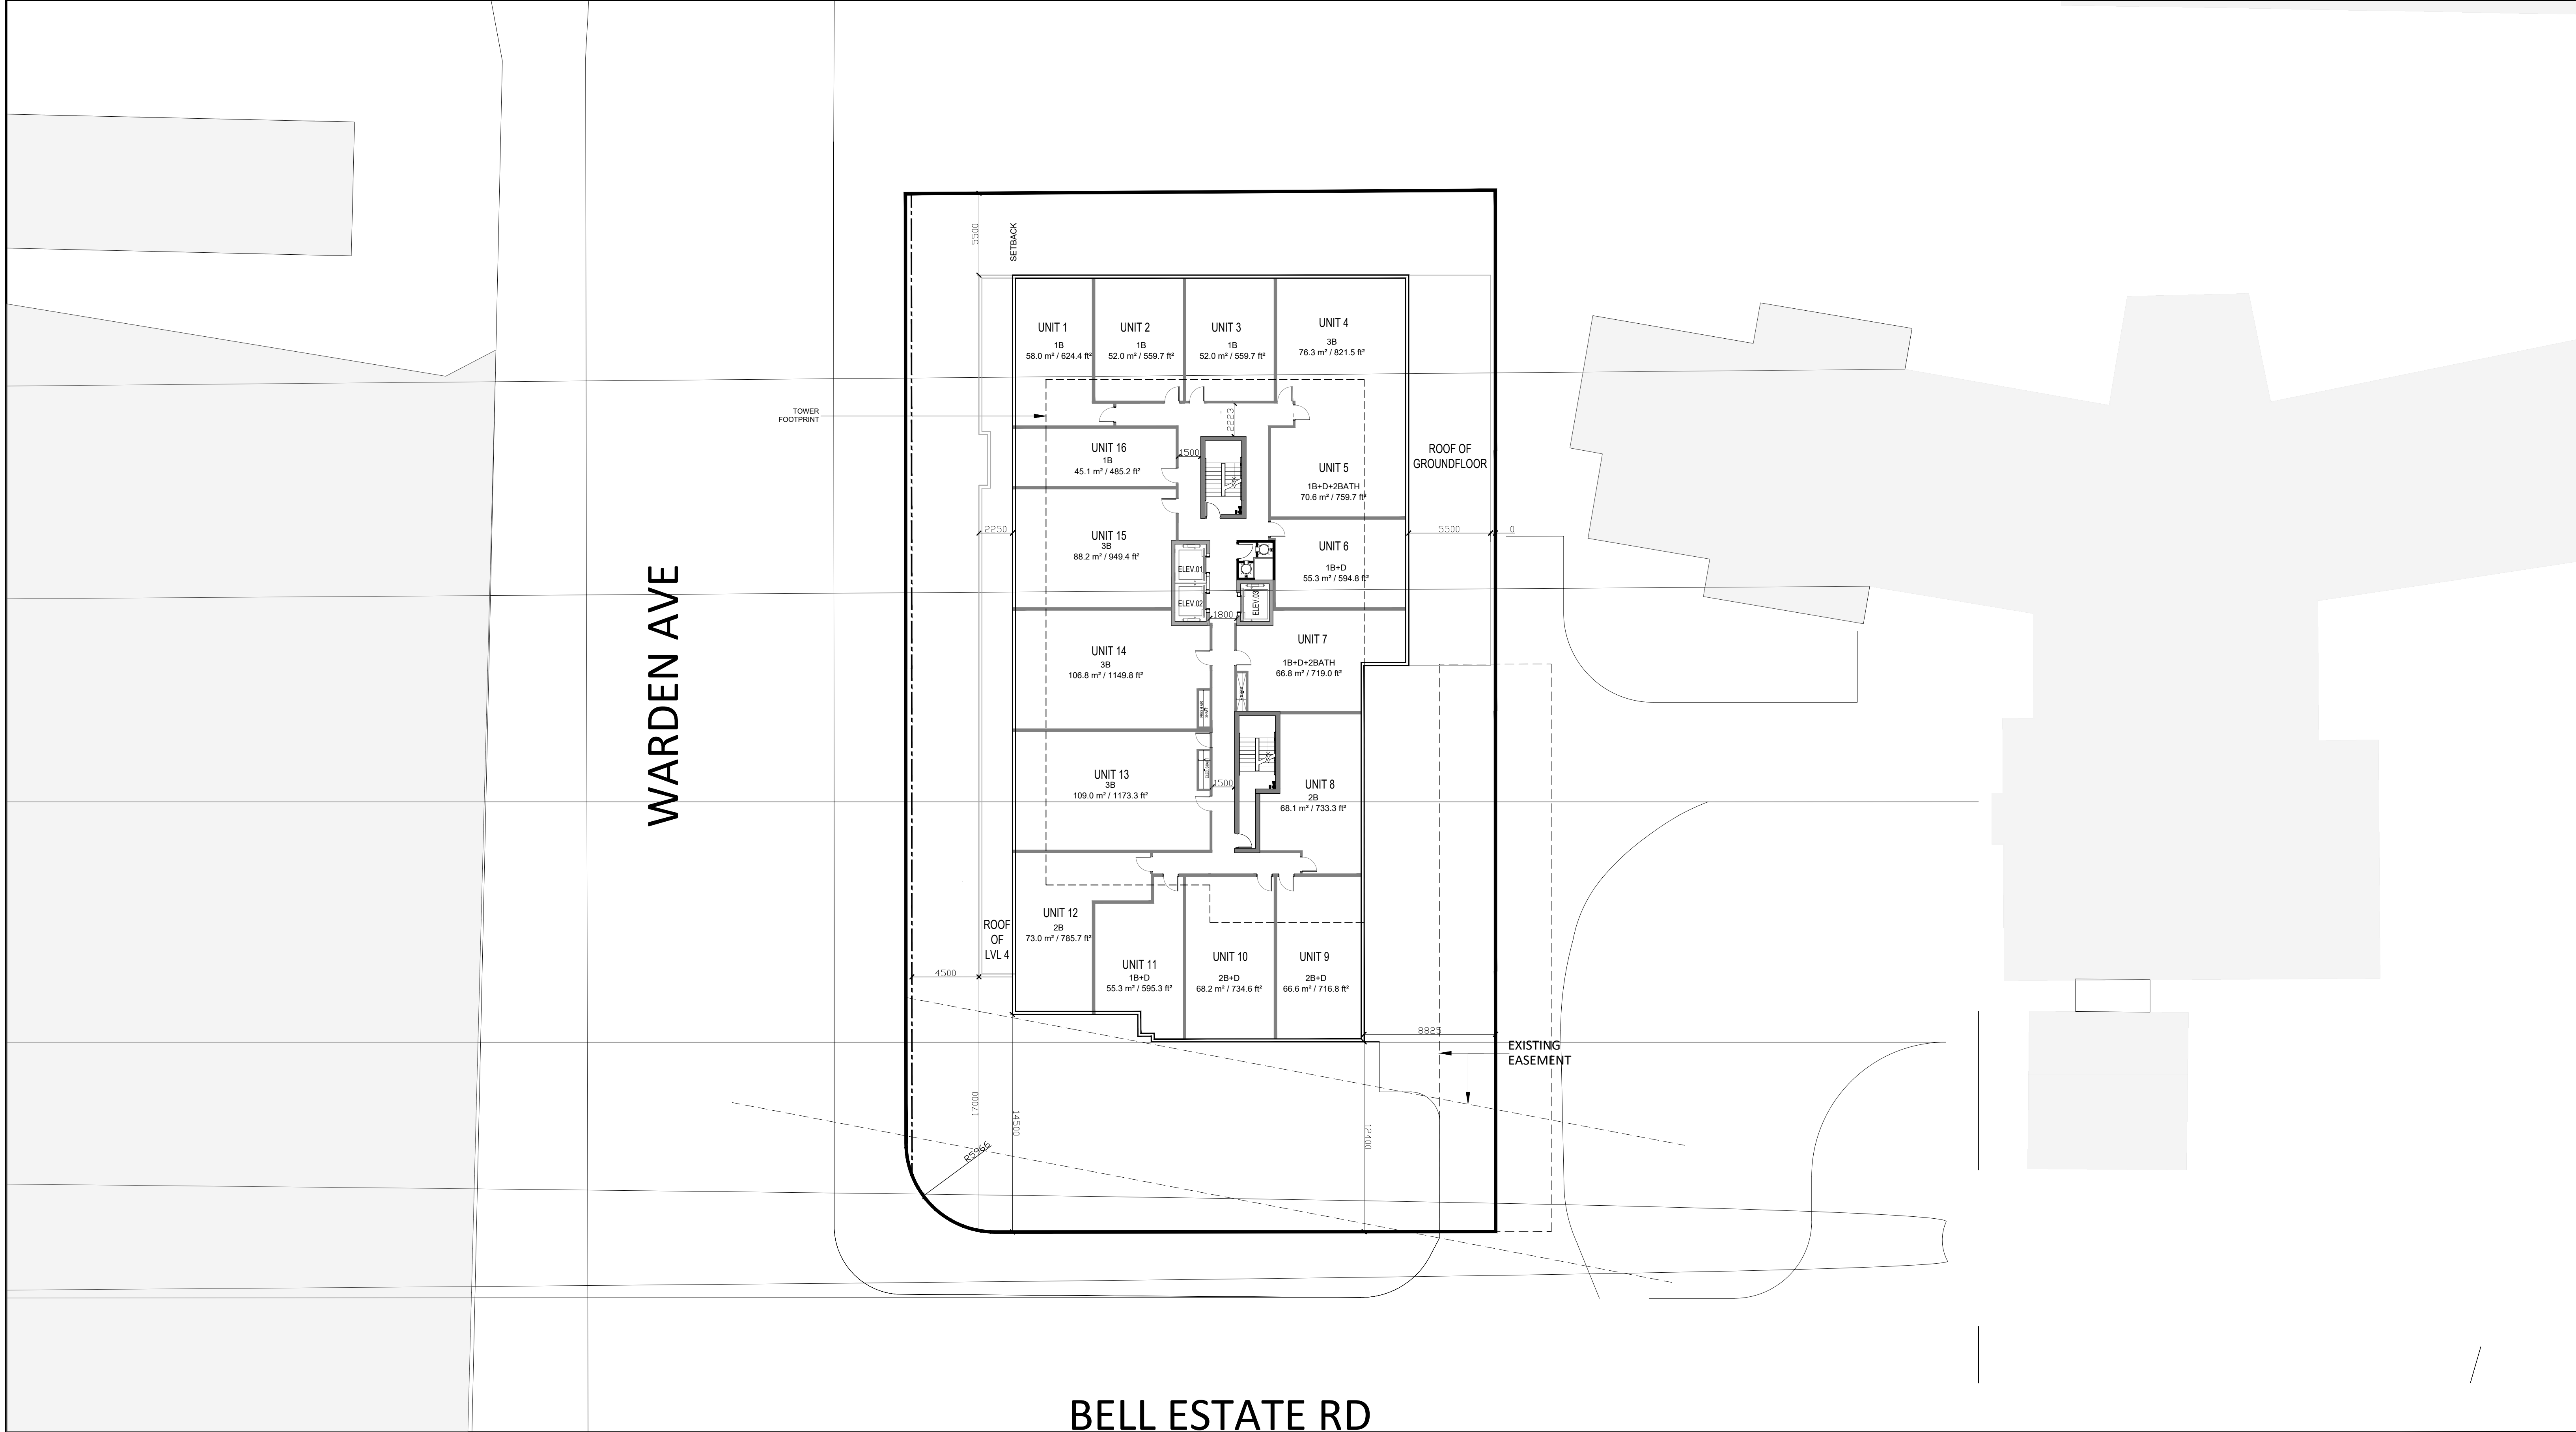 5500
SETBACK
UNIT 1
1B
58.0 m² / 624.4 ft²
UNIT 2
1B
52.0 m² / 559.7 ft²
UNIT 3
1B
52.0 m² / 559.7 ft²
UNIT 4
3B
76.3 m² / 821.5 ft²
TOWER
FOOTPRINT
2223
UNIT 16
1B
45.1 m² / 485.2 ft²
1500
UNIT 5
1B+D+2BATH
70.6 m² / 759.7 ft²
ROOF OF
GROUNDFLOOR
2250
UNIT 15
3B
88.2 m² / 949.4 ft²
ELEV.01
ELEV.02
ELEV.03
UNIT 6
1B+D
55.3 m² / 594.8 ft²
5500
0
1800
WARDEN AVE
UNIT 14
3B
106.8 m² / 1149.8 ft²
UNIT 7
1B+D+2BATH
66.8 m² / 719.0 ft²
UNIT 13
3B
109.0 m² / 1173.3 ft²
1500
UNIT 8
2B
68.1 m² / 733.3 ft²
ROOF
OF
LVL 4
UNIT 12
2B
73.0 m² / 785.7 ft²
UNIT 11
1B+D
55.3 m² / 595.3 ft²
UNIT 10
2B+D
68.2 m² / 734.6 ft²
UNIT 9
2B+D
66.6 m² / 716.8 ft²
4500
8825
EXISTING
EASEMENT
17000
14500
12400
R5966
BELL ESTATE RD